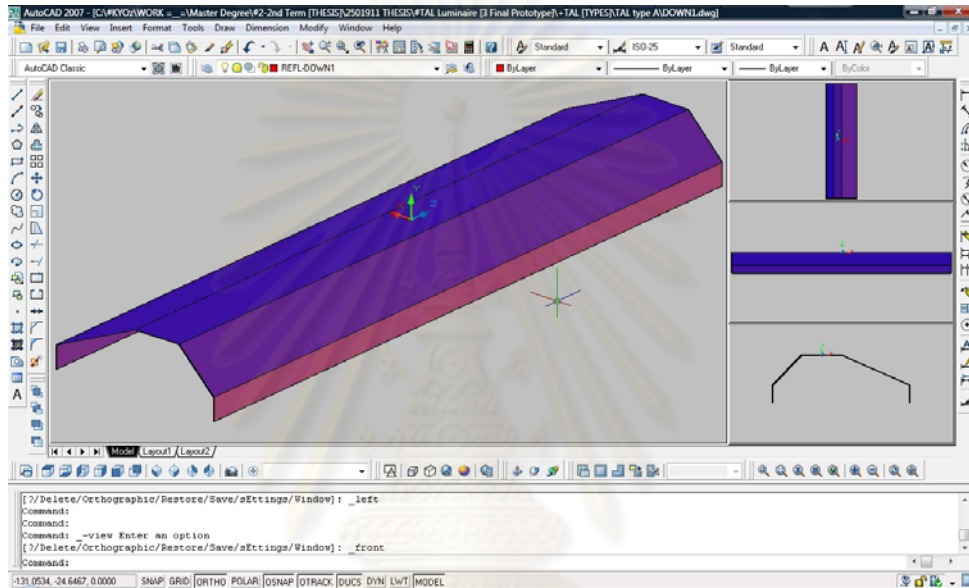 AutoCAD 2007 - [C:\#KYOz\WORK =_=\Master Degree\#2-2nd Term [THESIS]\2501911 THESIS\#TAL Luminaire [3 Final Prototype]\+TAL [TYPES]\TAL type A\DOWN1.dwg]
File Edit View Insert Format Tools Draw Dimension Modify Window Help
Standard ISO-25 Standard
AutoCAD Classic REFL-DOWN1 ByLayer ByLayer ByLayer ByColor
Y
X
Z
Model Layout1 Layout2
[?/Delete/Orthographic/Restore/Save/sEttings/Window]: _left
Command:
Command:
Command: _-view Enter an option
[?/Delete/Orthographic/Restore/Save/sEttings/Window]: _front
Command:
-131.0534, -24.6467, 0.0000 SNAP GRID ORTHO POLAR OSNAP OTRACK DUCS DYN LWT MODEL